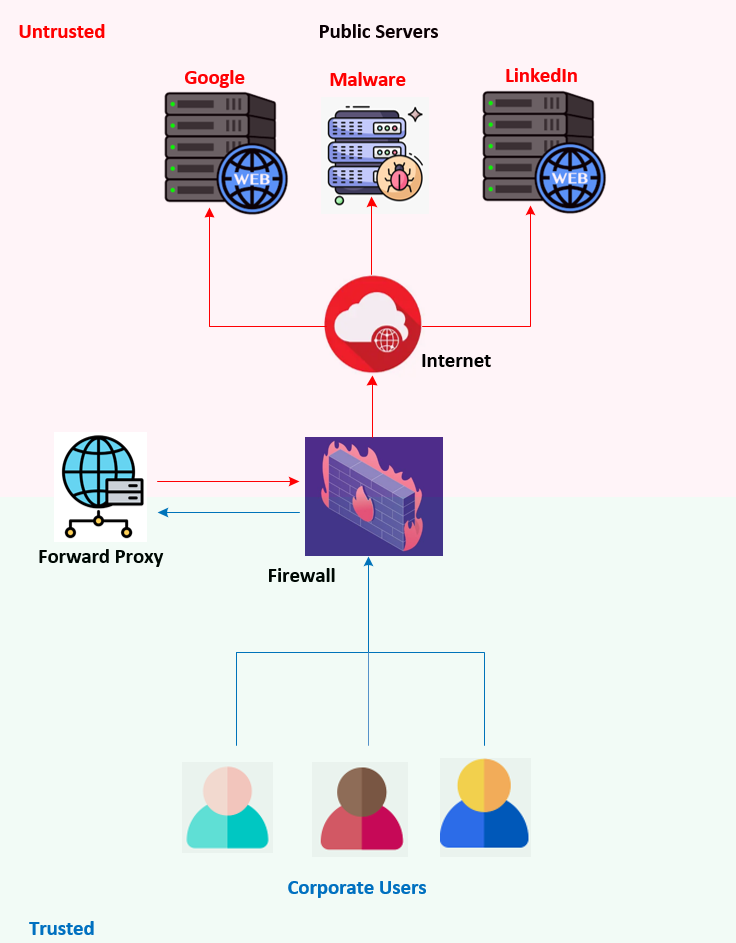 Untrusted
Public Servers
Google
Malware
LinkedIn
WEB
WEB
Internet
Forward Proxy
Firewall
Corporate Users
Trusted